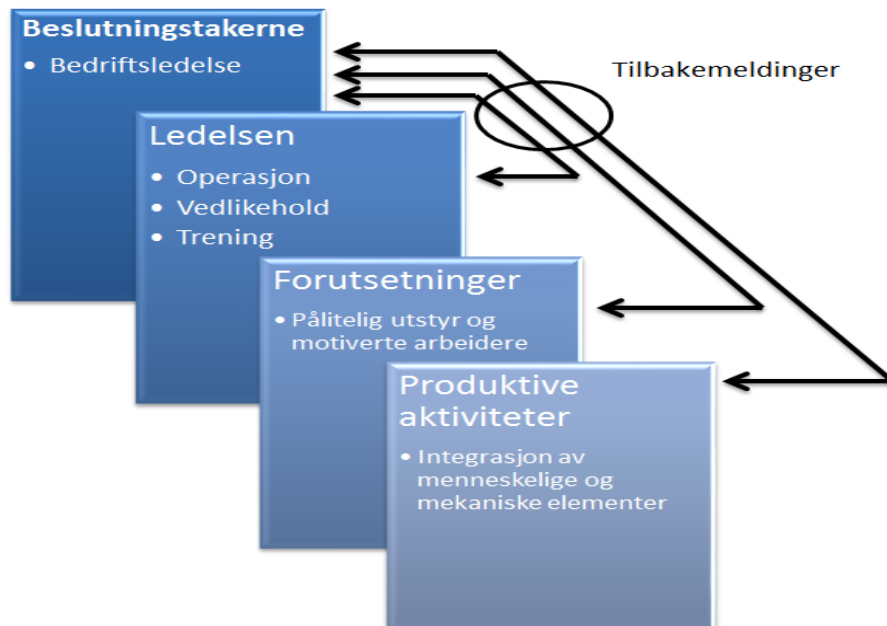 Beslutningstakerne
• Bedriftsledelse
Tilbakemeldinger
Ledelsen
• Operasjon
• Vedlikehold
• Trening
Forutsetninger
• Pålitelig utstyr og
motiverte arbeidere
Produktive
aktiviteter
• Integrasjon av
menneskelige og
mekaniske elementer